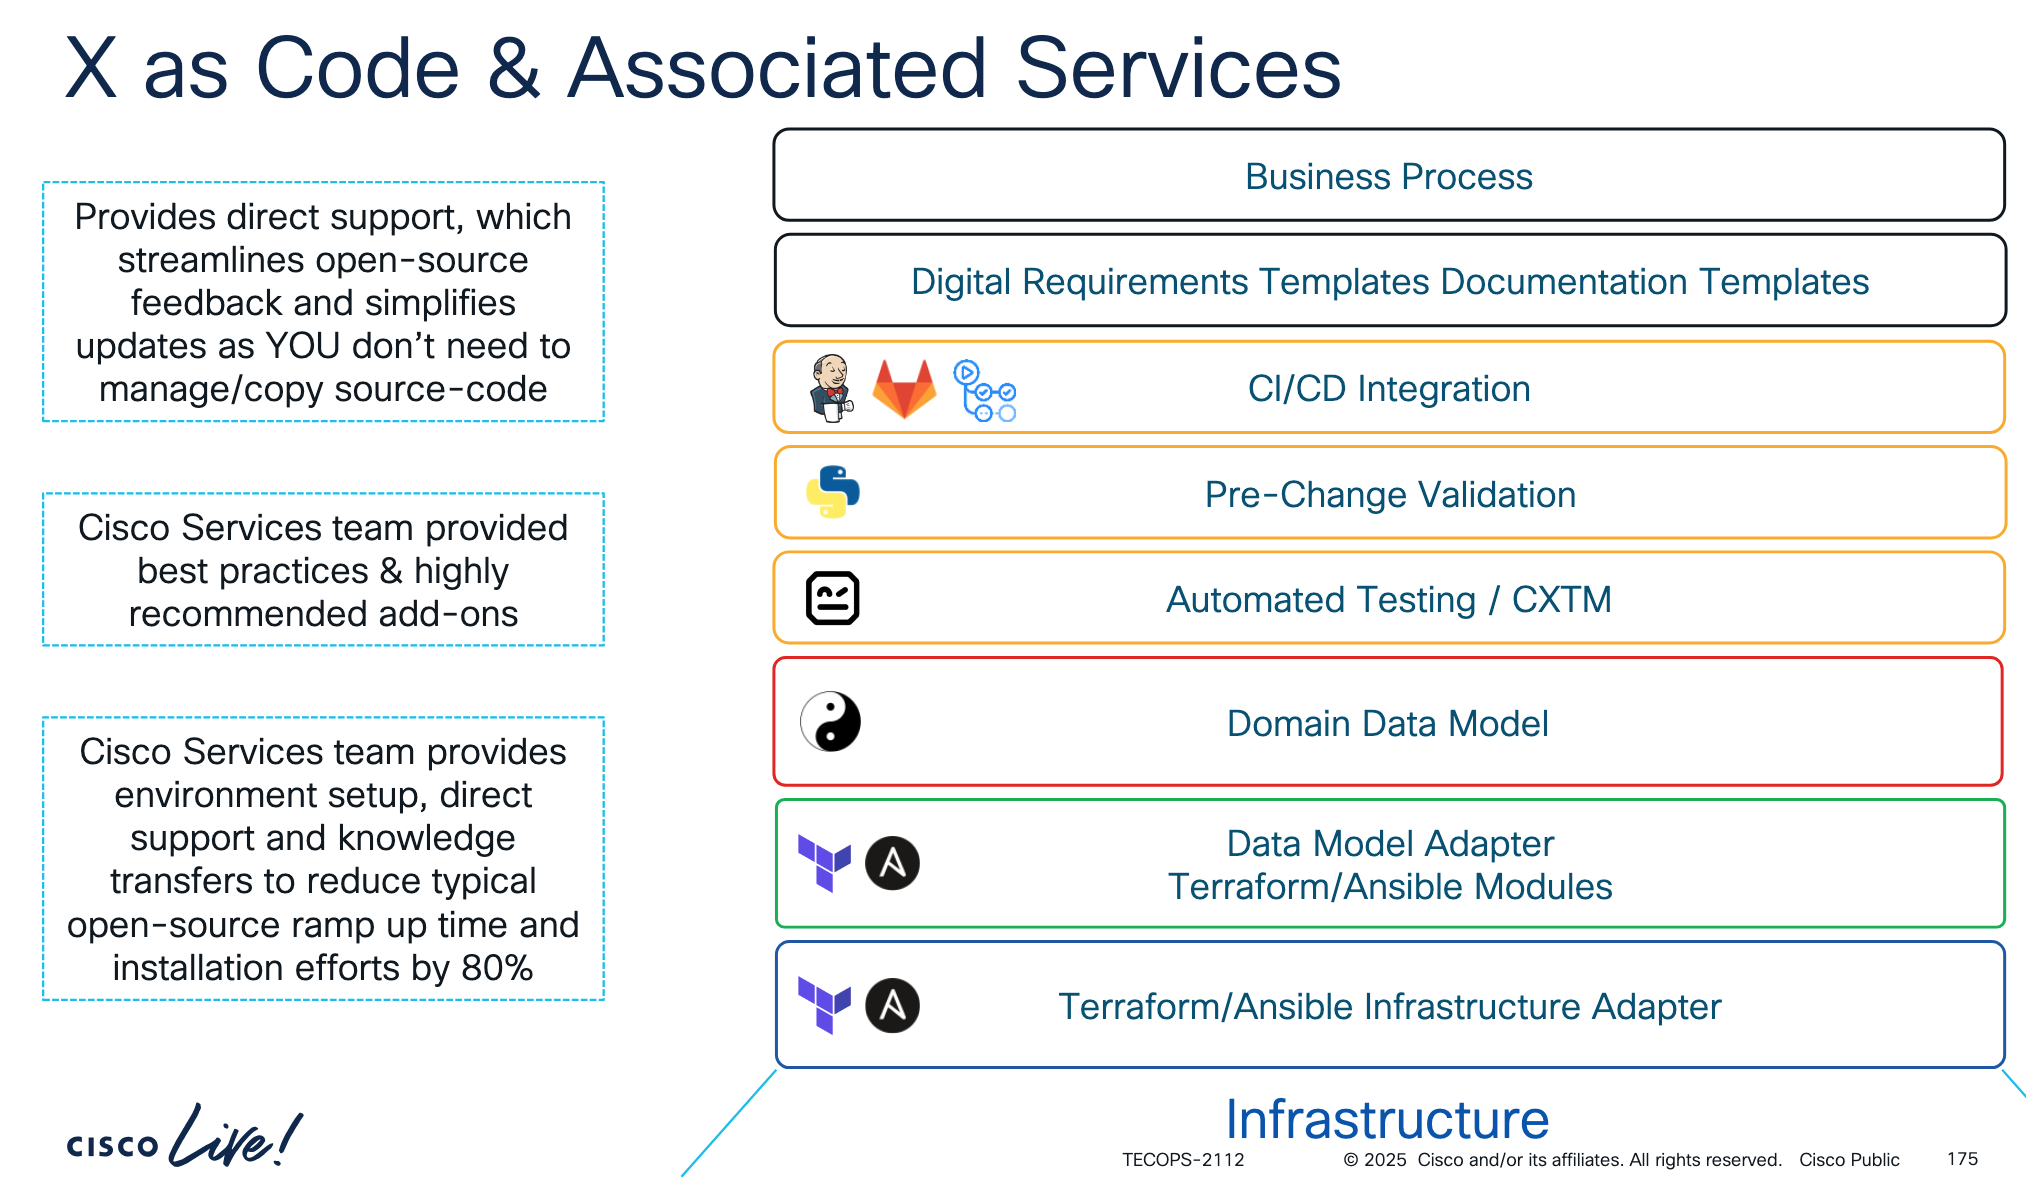 X as Code & Associated Services
Provides direct support, which
streamlines open-source
feedback and simplifies
updates as YOU don’t need to
manage/copy source-code
Cisco Services team provided
best practices & highly
recommended add-ons
Cisco Services team provides
environment setup, direct
support and knowledge
transfers to reduce typical
open-source ramp up time and
installation efforts by 80%
Business Process
Digital Requirements Templates Documentation Templates
CI/CD Integration
Pre-Change Validation
Automated Testing / CXTM
Domain Data Model
Data Model Adapter
Terraform/Ansible Modules
Terraform/Ansible Infrastructure Adapter
Infrastructure
CISCO Live!
TECOPS-2112 © 2025 Cisco and/or its affiliates. All rights reserved. Cisco Public 175